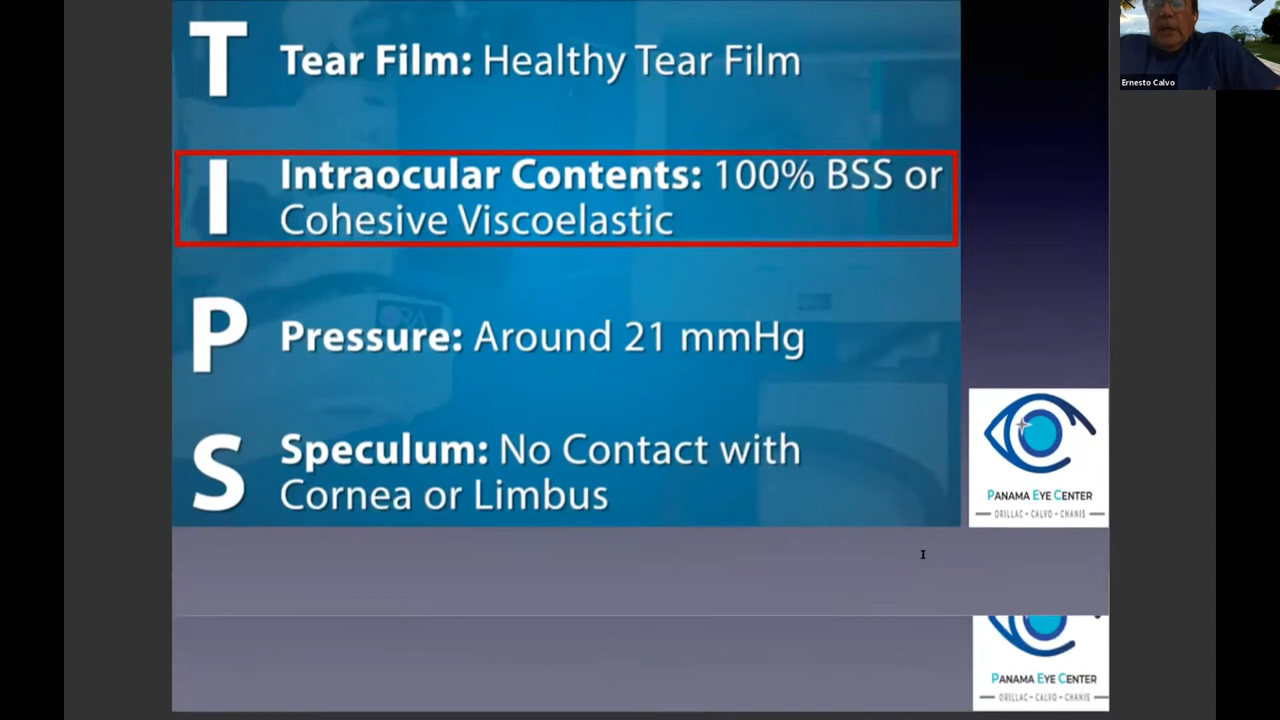 T
Tear Film: Healthy Tear Film
I
Intraocular Contents: 100% BSS or
Cohesive Viscoelastic
P
Pressure: Around 21 mmHg
S
Speculum: No Contact with
Cornea or Limbus
Ernesto Calvo
PANAMA EYE CENTER
ORILLAC - CALVO - CHANIS
PANAMA EYE CENTER
ORILLAC - CALVO - CHANIS